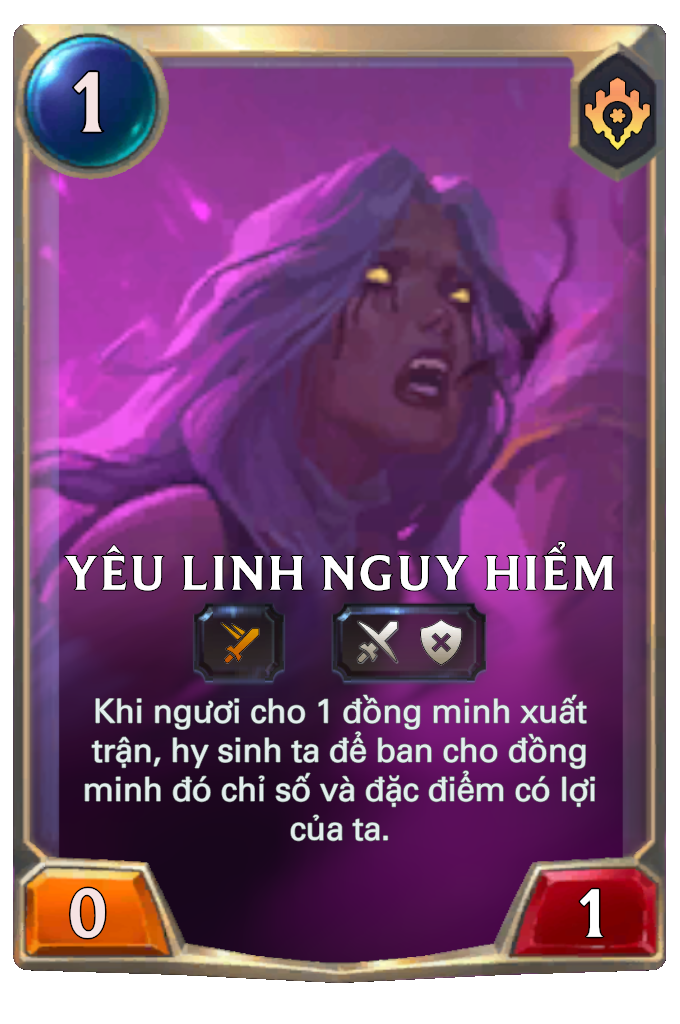 1
YÊU LINH NGUY HIỂM
Khi ngươi cho 1 đồng minh xuất
trận, hy sinh ta để ban cho đồng
minh đó chỉ số và đặc điểm có lợi
của ta.
0
1